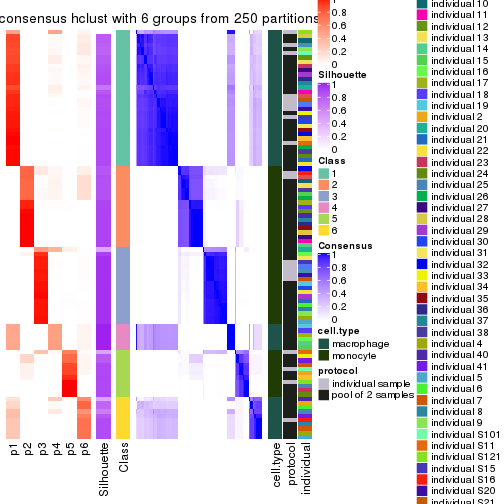 consensus hclust with 6 groups from 250 partitions
p1
p2
p3
p4
p5
p6
Silhouette
Class
cell.type
protocol
individual
0.8
0.6
0.4
0.2
0
Silhouette
1
0.8
0.6
0.4
0.2
0
Class
1
2
3
4
5
6
Consensus
1
0.8
0.6
0.4
0.2
0
cell.type
macrophage
monocyte
protocol
individual sample
pool of 2 samples
individual 10
individual 11
individual 12
individual 13
individual 14
individual 15
individual 16
individual 17
individual 18
individual 19
individual 2
individual 20
individual 21
individual 22
individual 23
individual 24
individual 25
individual 26
individual 27
individual 28
individual 29
individual 30
individual 31
individual 32
individual 33
individual 34
individual 35
individual 36
individual 37
individual 38
individual 4
individual 40
individual 41
individual 5
individual 6
individual 7
individual 8
individual 9
individual S101
individual S11
individual S121
individual S15
individual S16
individual S20
individual S21